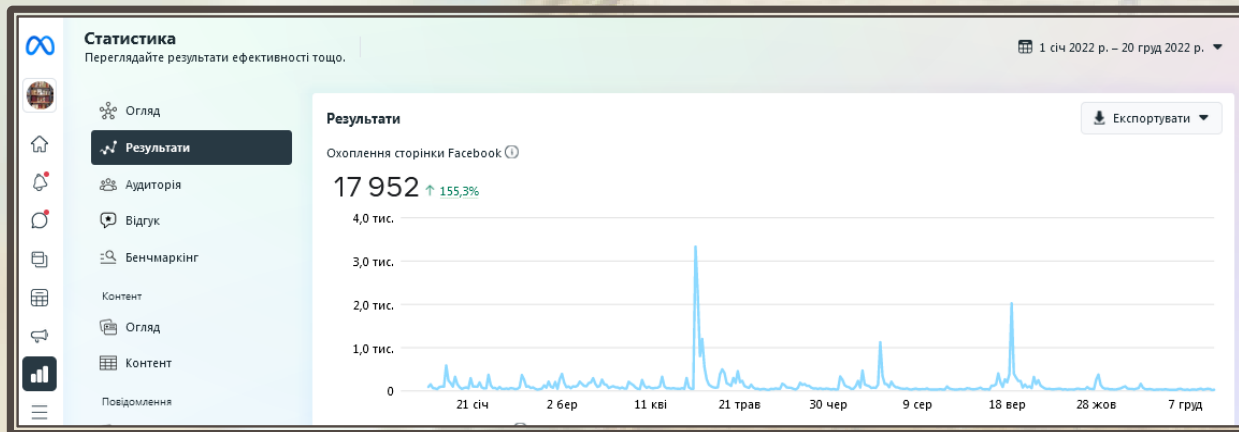 Статистика
Переглядайте результати ефективності тощо.
1 січ 2022 р. – 20 груд 2022 р.
Огляд
Результати
Аудиторія
Відгук
Бенчмаркінг
Контент
Огляд
Контент
Повідомлення
Результати
Експортувати
Охоплення сторінки Facebook
17 952 ↑ 155,3%
4,0 тис.
3,0 тис.
2,0 тис.
1,0 тис.
0
21 січ 2 бер 11 кві 21 трав 30 чер 9 сер 18 вер 28 жов 7 груд